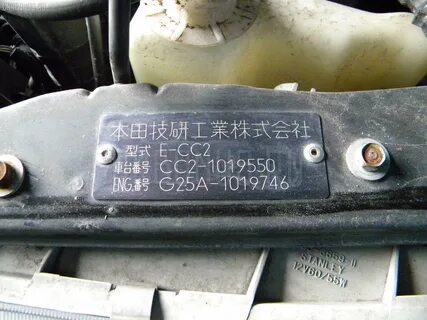 本田技研工業株式会社
型式 E-CC2
車台番号 CC2-1019550
ENG.番号 G25A-1019746
STANLEY
12V60/55W